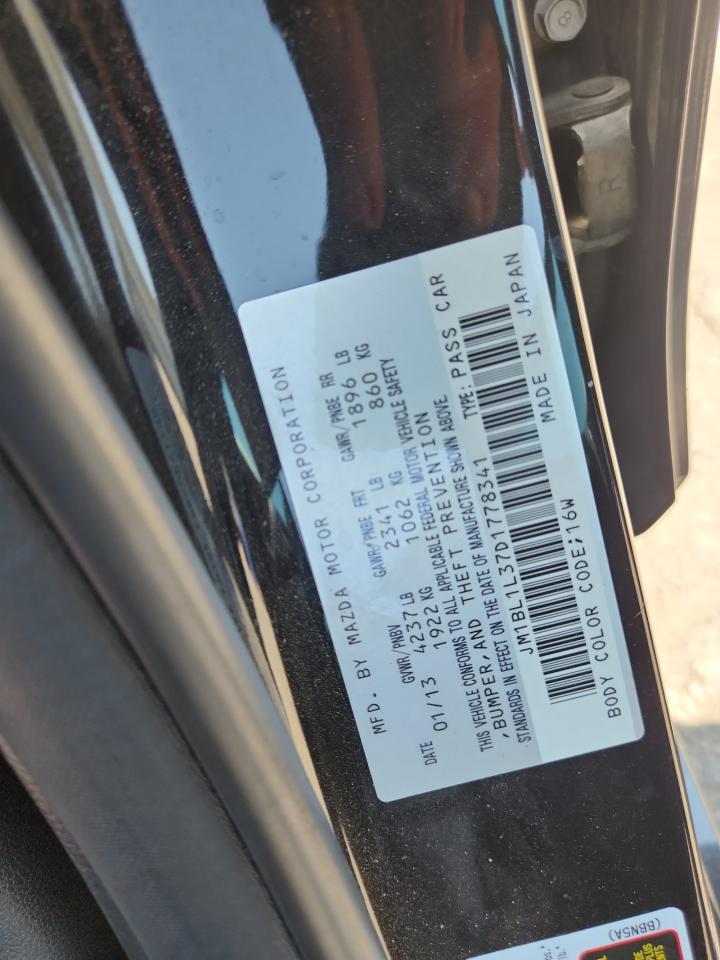 MFD. BY MAZDA MOTOR CORPORATION
DATE GVWR/PNBV GAWR/PNBE FRT GAWR/PNBE RR
01/13 4237 LB 2341 LB 1896 LB
1922 KG 1062 KG 860 KG
THIS VEHICLE CONFORMS TO ALL APPLICABLE FEDERAL MOTOR VEHICLE SAFETY
,BUMPER,AND THEFT PREVENTION
STANDARDS IN EFFECT ON THE DATE OF MANUFACTURE SHOWN ABOVE.
JM1BL1L37D1778341 TYPE: PASS CAR
BODY COLOR CODE;16W MADE IN JAPAN
(BBN5A)
R
8